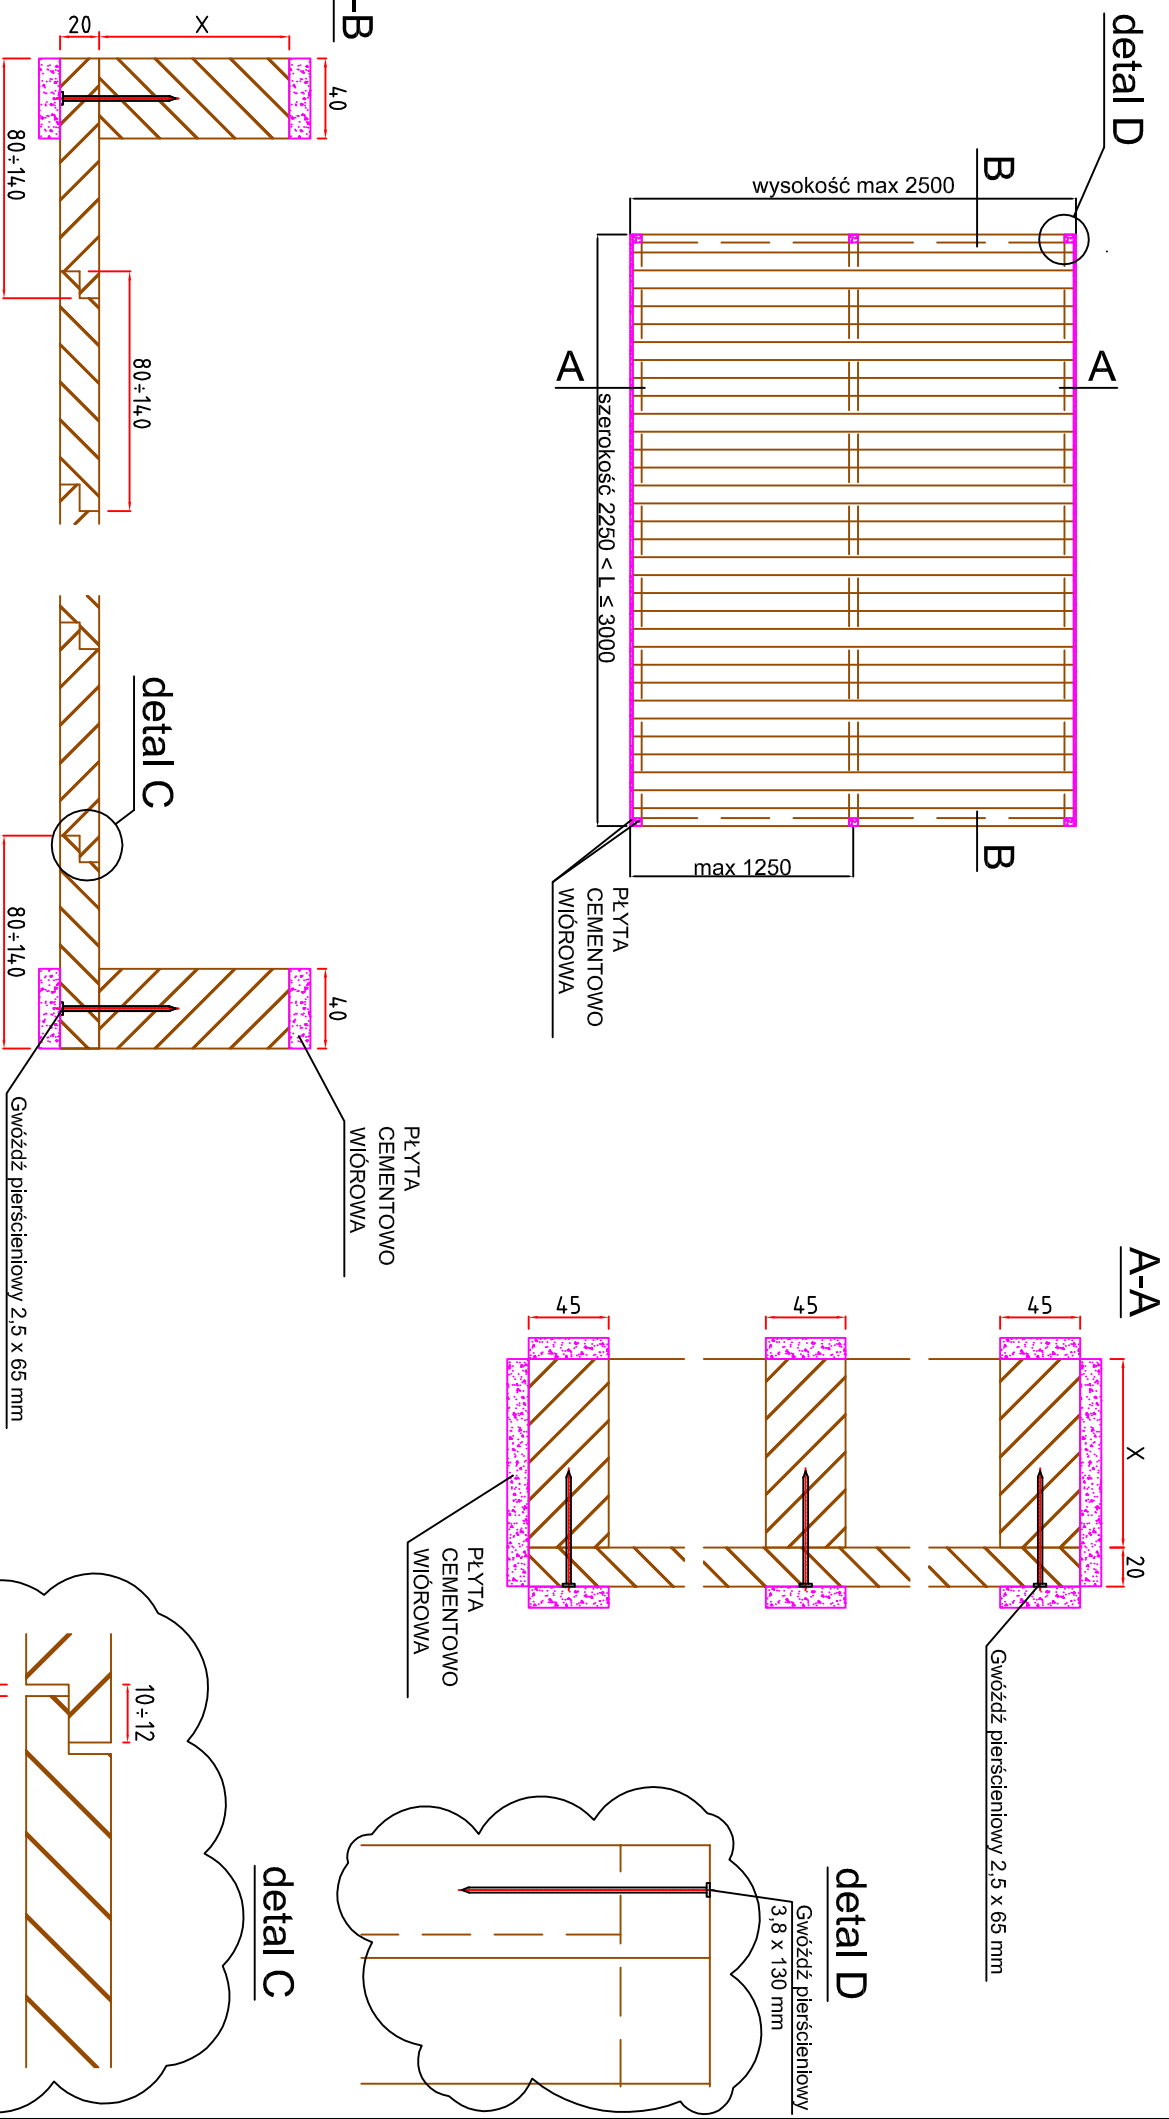 detal D
B
wysokość max 2500
A
A
szerokość 2250 < L ≤ 3000
B
max 1250
PŁYTA
CEMENTOWO
WIÓROWA
-B
20
X
40
80÷140
80÷140
detal C
80÷140
40
PŁYTA
CEMENTOWO
WIÓROWA
Gwóźdź pierścieniowy 2,5 x 65 mm
A-A
45
45
45
X
20
PŁYTA
CEMENTOWO
WIÓROWA
Gwóźdź pierścieniowy 2,5 x 65 mm
detal D
Gwóźdź pierścieniowy
3,8 x 130 mm
detal C
10÷12